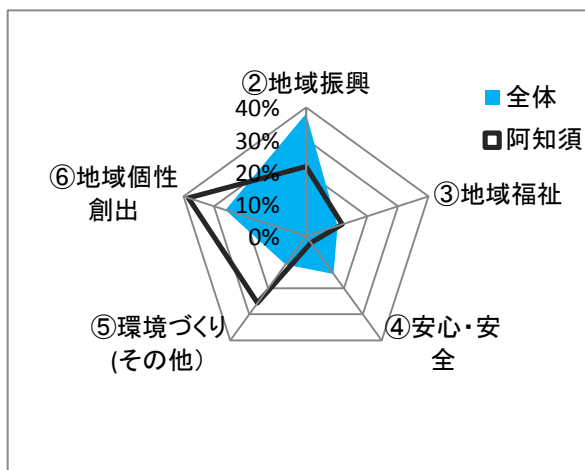 ②地域振興
40%
30%
20%
10%
0%
全体
阿知須
③地域福祉
④安心・安
全
⑤環境づくり
(その他）
⑥地域個性
創出